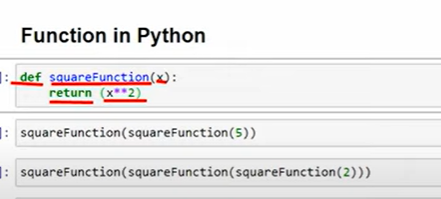 Function in Python
]: def squareFunction(x):
return (x**2)
]: squareFunction(squareFunction(5))
]: squareFunction(squareFunction(squareFunction(2)))